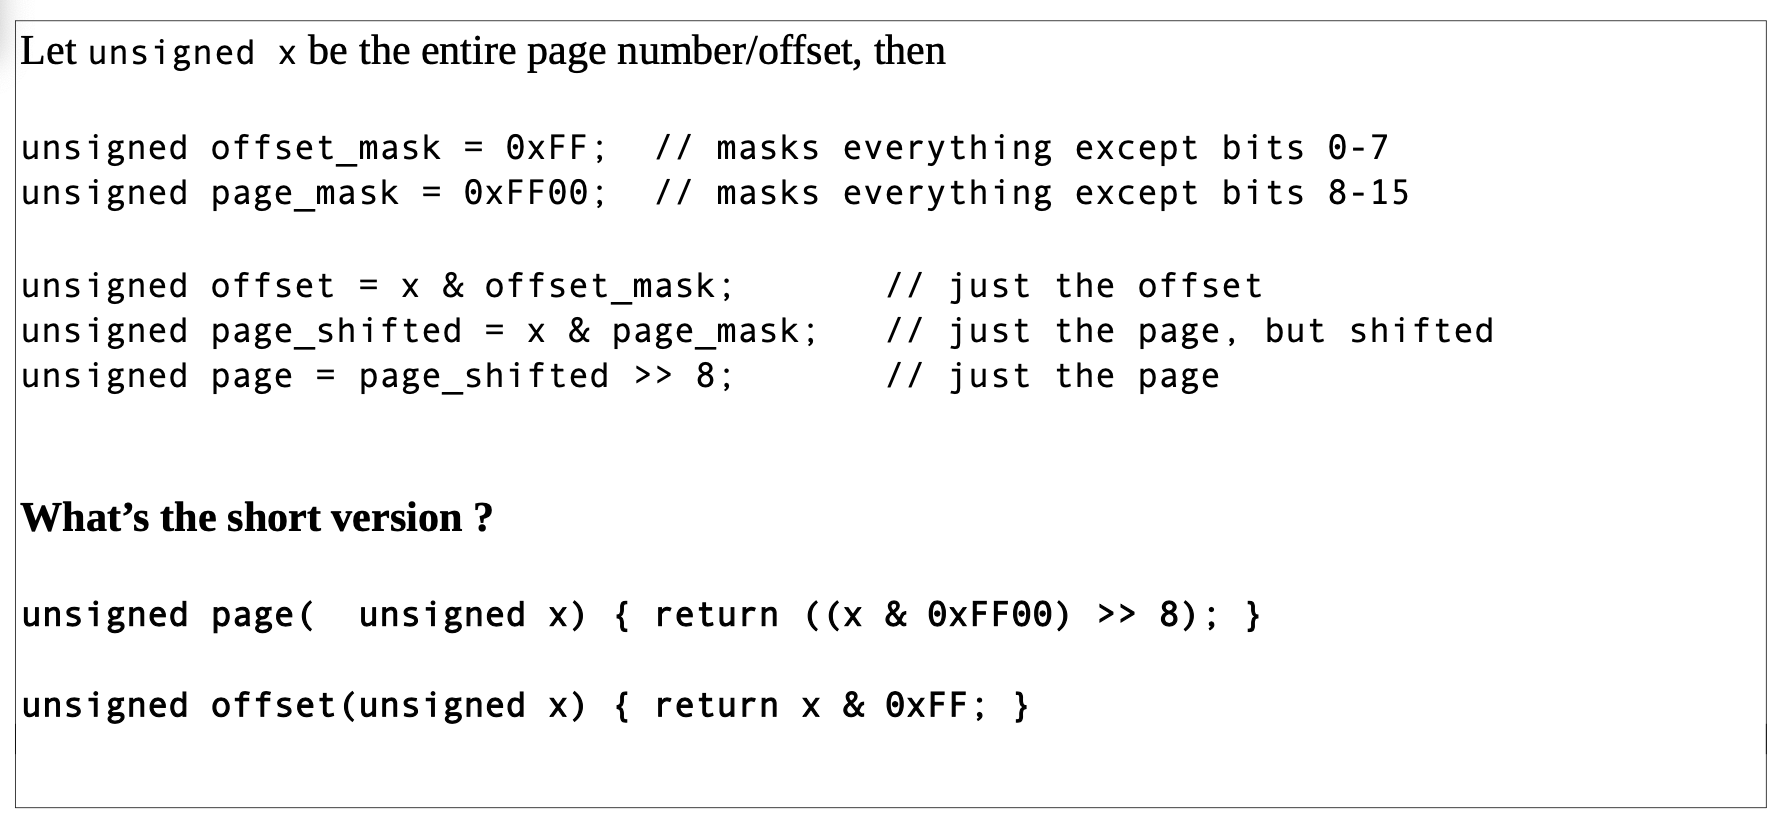 Let unsigned x be the entire page number/offset, then
unsigned offset_mask = 0xFF;  // masks everything except bits 0-7
unsigned page_mask = 0xFF00;  // masks everything except bits 8-15
unsigned offset = x & offset_mask;       // just the offset
unsigned page_shifted = x & page_mask;   // just the page, but shifted
unsigned page = page_shifted >> 8;       // just the page
What’s the short version ?
unsigned page(  unsigned x) { return ((x & 0xFF00) >> 8); }
unsigned offset(unsigned x) { return x & 0xFF; }